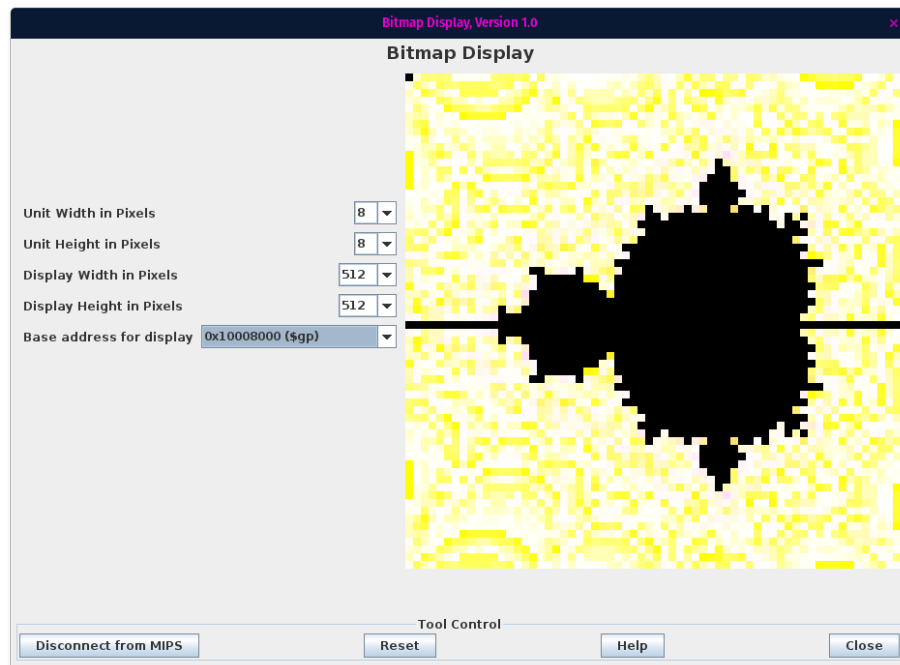 Bitmap Display, Version 1.0 ×
Bitmap Display
Unit Width in Pixels 8
Unit Height in Pixels 8
Display Width in Pixels 512
Display Height in Pixels 512
Base address for display 0x10008000 ($gp)
Tool Control
Disconnect from MIPS Reset Help Close